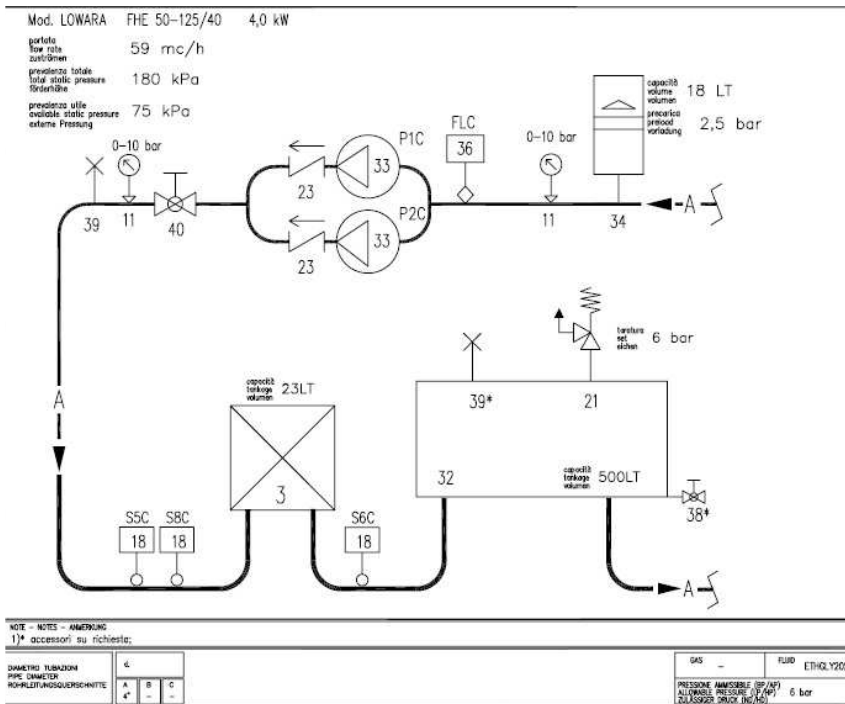 Mod. LOWARA FHE 50-125/40 4,0 kW
portata
flow rate
zuströmen
59 mc/h
prevalenza totale
total static pressure
förderhöhe
180 kPa
prevalenza utile
available static pressure
externe Pressung
75 kPa
capacità
volume
volumen
18 LT
precarica
preload
vorladung
2,5 bar
0-10 bar
P1C
FLC
36
0-10 bar
33
23
39
11
40
P2C
33
23
11
34
A
taratura
set
eichen
6 bar
A
capacità
tankage
volumen
23LT
39*
21
3
32
capacità
tankage
volumen
500LT
38*
S5C
S8C
S6C
18
18
18
A
NOTE - NOTES - ANMERKUNG
1)* accessori su richiesta;
DIAMETRO TUBAZIONI
PIPE DIAMETER
ROHRLEITUNGSQUERSCHNITTE
d.
A B C
4" - -
GAS -
FLUID ETHGLY20%
PRESSIONE AMMISSIBILE (BP/AP)
ALLOWABLE PRESSURE (LP/HP)
ZULÄSSIGER DRUCK (ND/HD)
6 bar